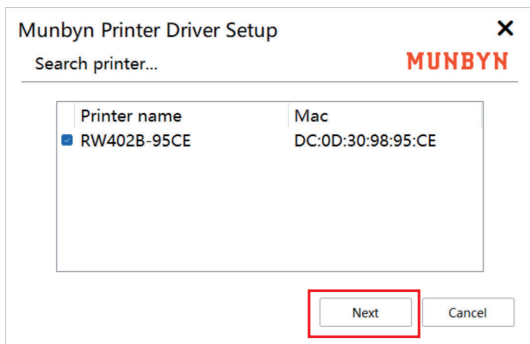 Munbyn Printer Driver Setup ✕
Search printer... MUNBYN
Printer name Mac
RW402B-95CE DC:0D:30:98:95:CE
Next Cancel